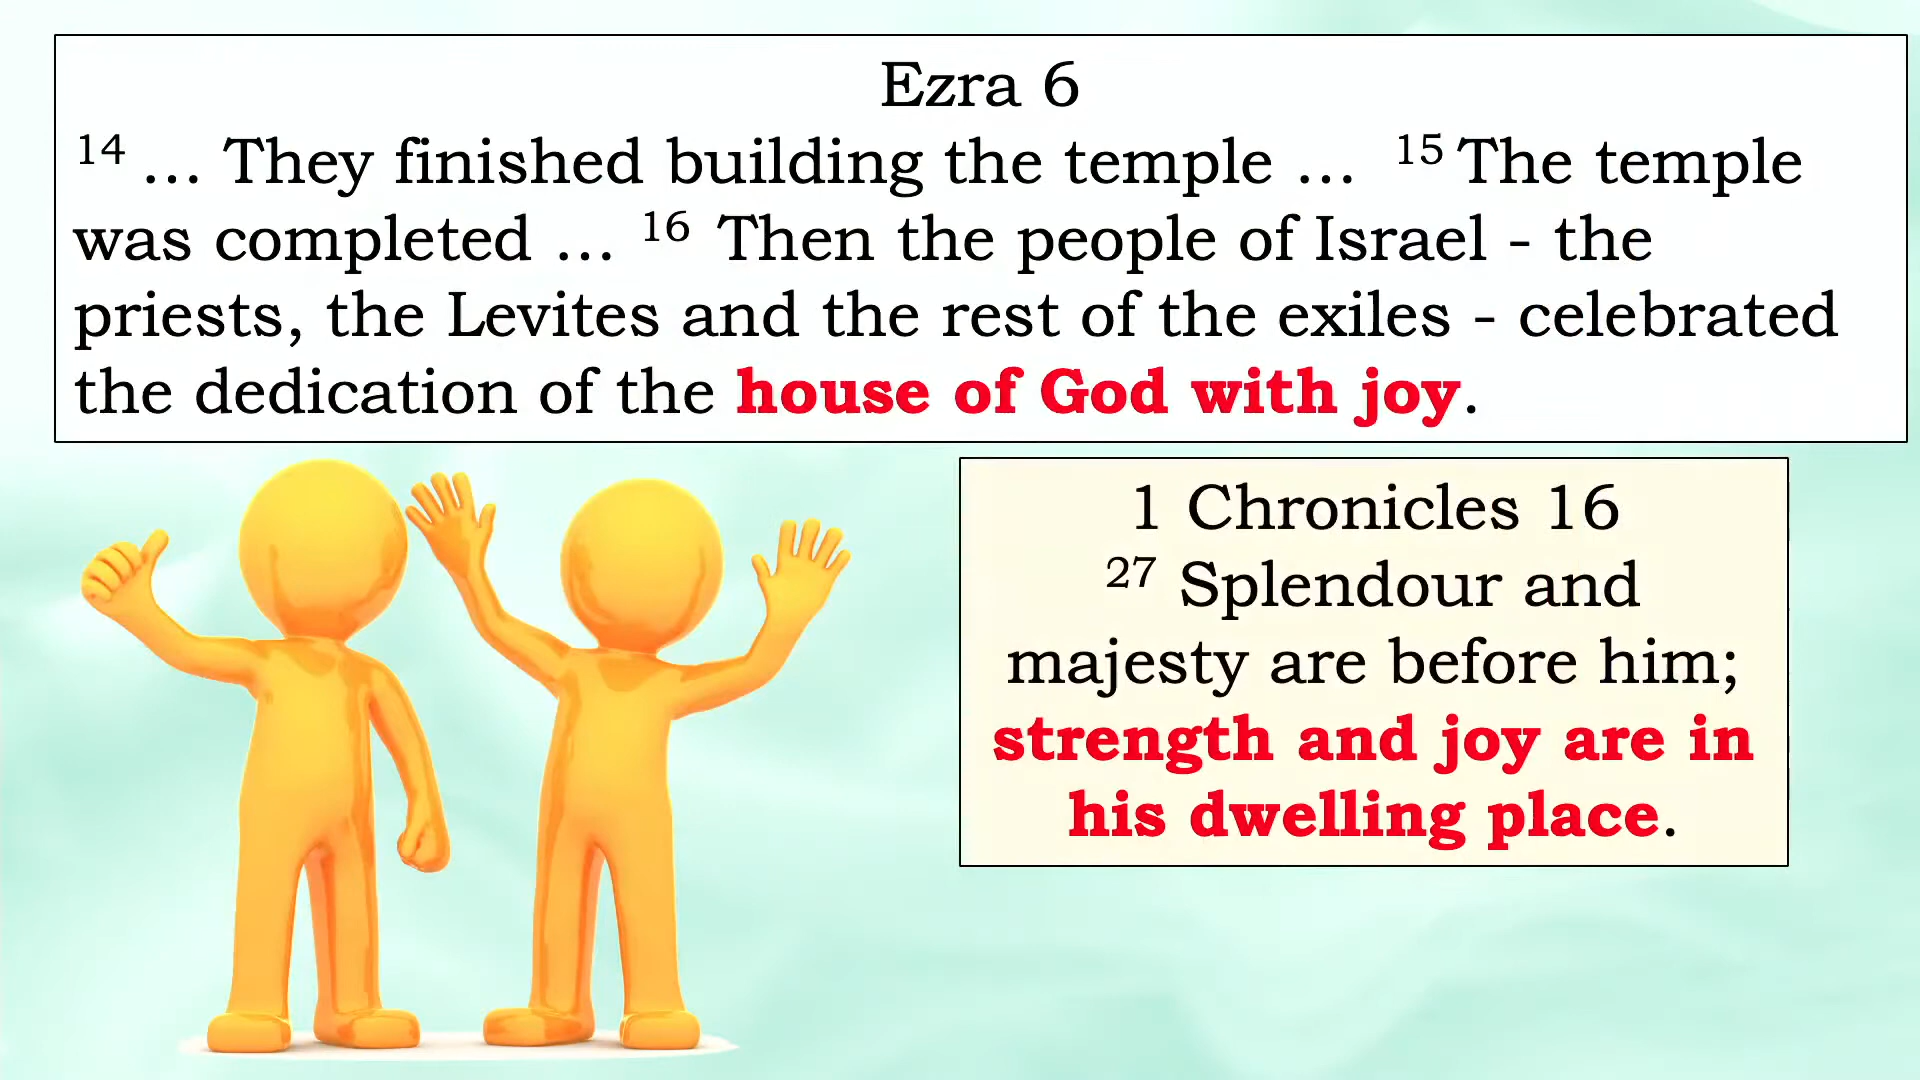 Ezra 6
14 ... They finished building the temple ... 15 The temple
was completed ... 16 Then the people of Israel - the
priests, the Levites and the rest of the exiles - celebrated
the dedication of the house of God with joy.
1 Chronicles 16
27 Splendour and
majesty are before him;
strength and joy are in
his dwelling place.